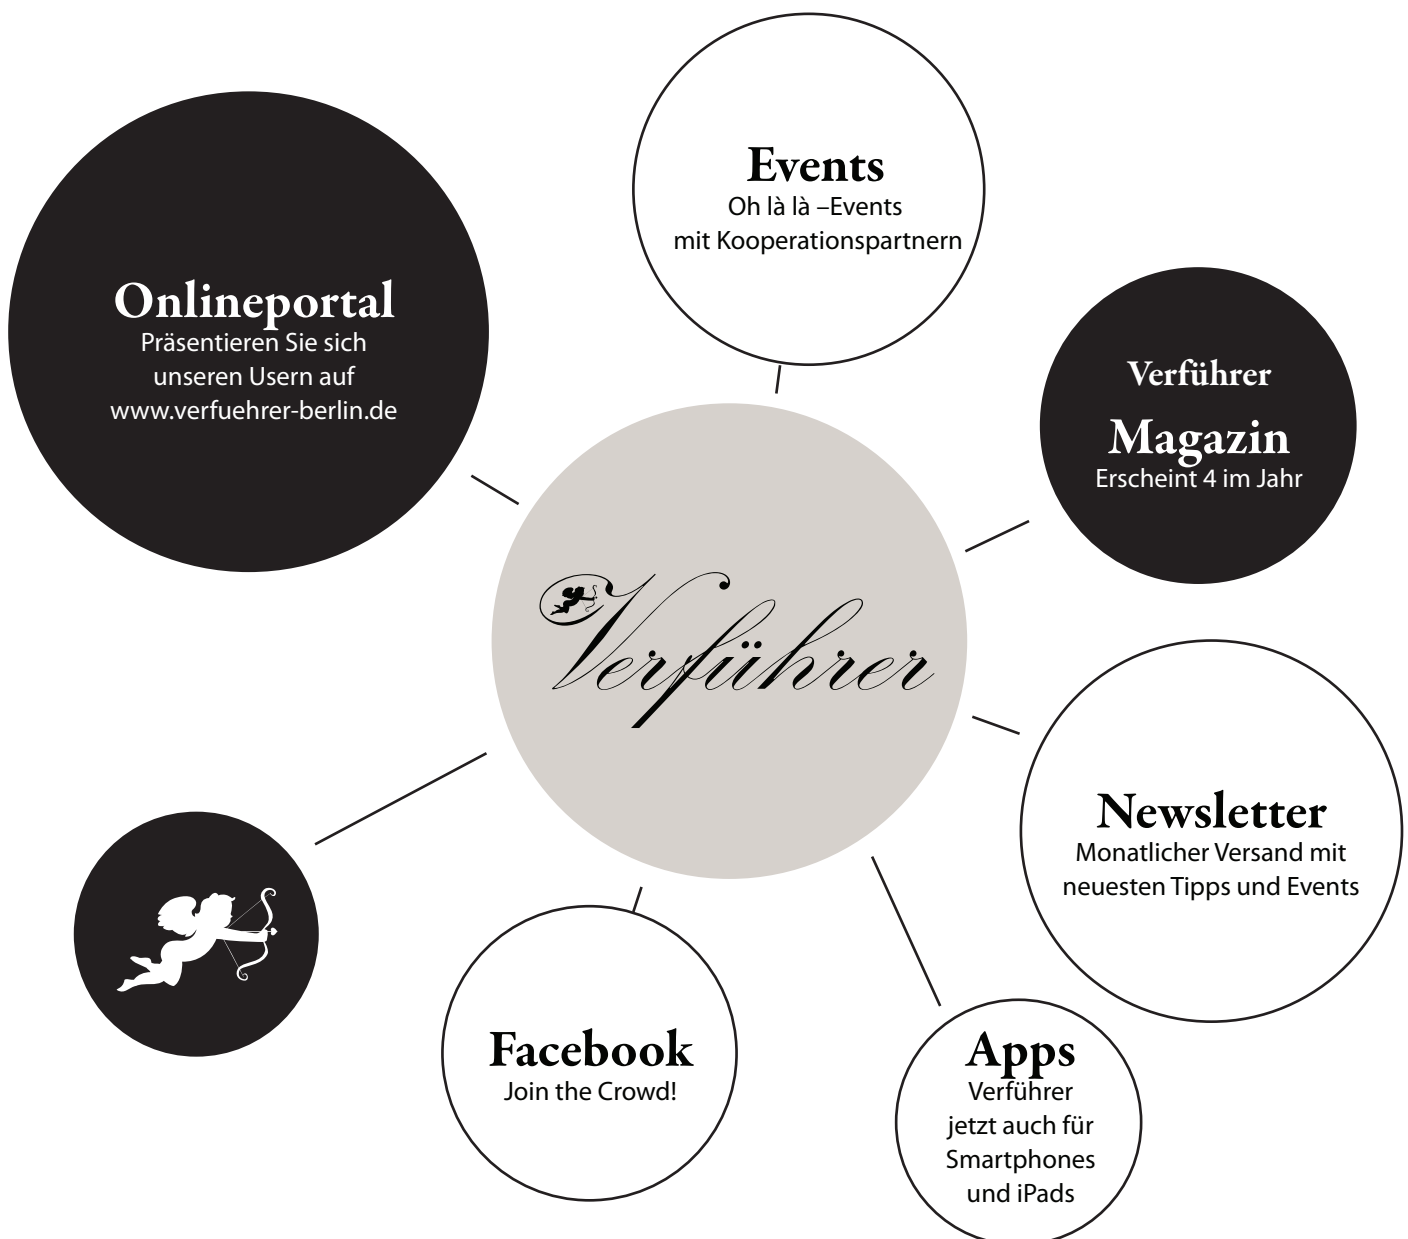 Events
Oh là là –Events
mit Kooperationspartnern
Onlineportal
Präsentieren Sie sich
unseren Usern auf
www.verfuehrer-berlin.de
Verführer
Magazin
Erscheint 4 im Jahr
Verführer
Newsletter
Monatlicher Versand mit
neuesten Tipps und Events
Facebook
Join the Crowd!
Apps
Verführer
jetzt auch für
Smartphones
und iPads